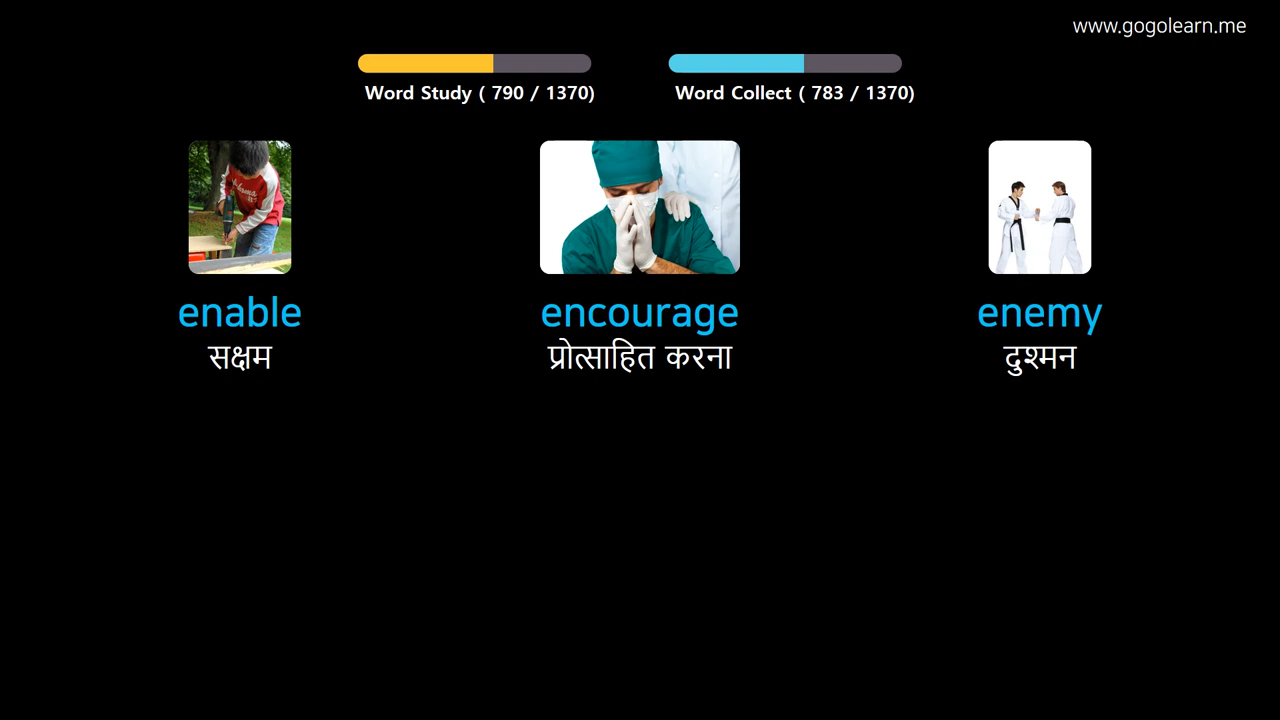 www.gogolearn.me
Word Study ( 790 / 1370)
Word Collect ( 783 / 1370)
enable
सक्षम
encourage
प्रोत्साहित करना
enemy
दुश्मन